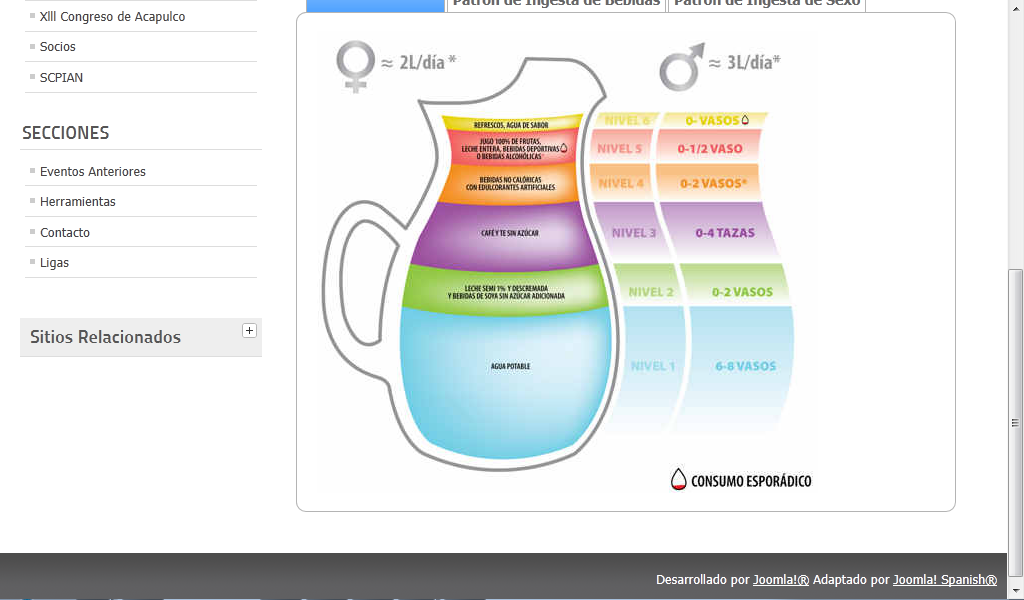 Xlll Congreso de Acapulco
Socios
SCPIAN
SECCIONES
Eventos Anteriores
Herramientas
Contacto
Ligas
Sitios Relacionados
+
Patrón de Ingesta de Bebidas
Patrón de Ingesta de Sexo
≈ 2L/día *
≈ 3L/día*
REFRESCOS, AGUA DE SABOR
NIVEL 6
0- VASOS
JUGO 100% DE FRUTAS,
LECHE ENTERA, BEBIDAS DEPORTIVAS
O BEBIDAS ALCOHÓLICAS*
NIVEL 5
0-1/2 VASO
BEBIDAS NO CALÓRICAS
CON EDULCORANTES ARTIFICIALES
NIVEL 4
0-2 VASOS*
CAFÉ Y TE SIN AZÚCAR
NIVEL 3
0-4 TAZAS
LECHE SEMI 1% Y DESCREMADA
Y BEBIDAS DE SOYA SIN AZÚCAR ADICIONADA
NIVEL 2
0-2 VASOS
AGUA POTABLE
NIVEL 1
6-8 VASOS
CONSUMO ESPORÁDICO
Desarrollado por Joomla!® Adaptado por Joomla! Spanish®